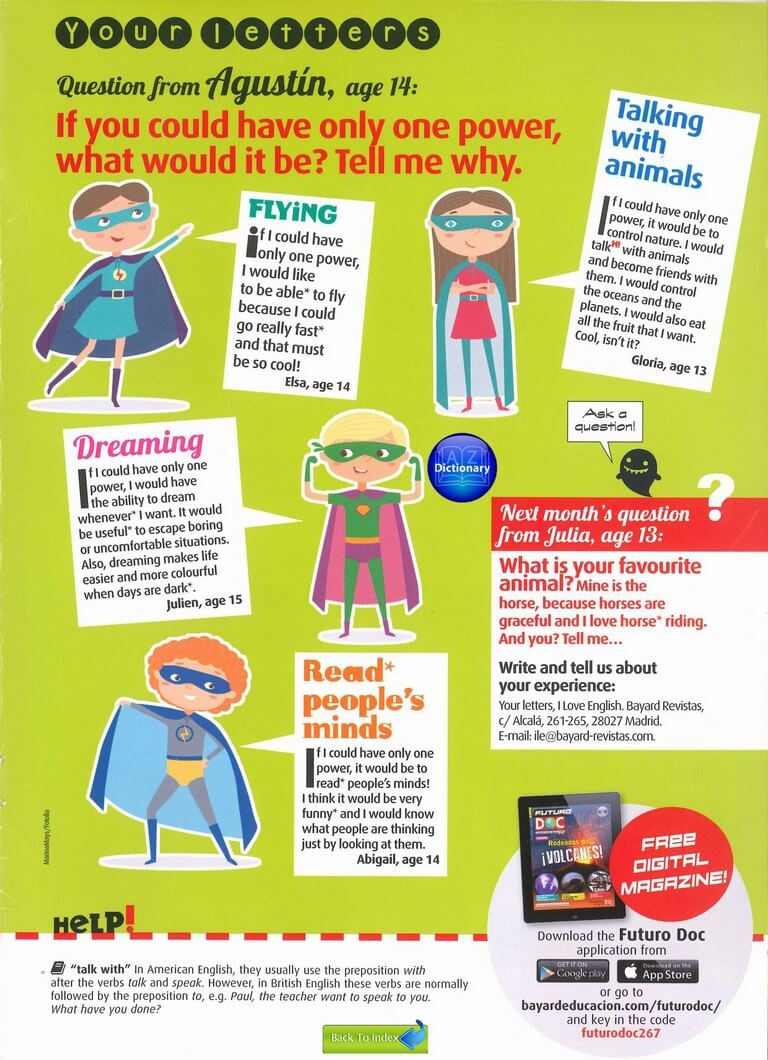 Your letters
Question from Agustín, age 14:
If you could have only one power,
what would it be? Tell me why.
FLYiNG
if I could have
only one power,
I would like
to be able* to fly
because I could
go really fast*
and that must
be so cool!
Elsa, age 14
Talking
with
animals
If I could have only one
power, it would be to
control nature. I would
talk H! with animals
and become friends with
them. I would control
the oceans and the
planets. I would also eat
all the fruit that I want.
Cool, isn't it?
Gloria, age 13
Dreaming
If I could have only one
power, I would have
the ability to dream
whenever* I want. It would
be useful* to escape boring
or uncomfortable situations.
Also, dreaming makes life
easier and more colourful
when days are dark*.
Julien, age 15
A Z
Dictionary
Ask a
question!
?
Next month's question
from Julia, age 13:
What is your favourite
animal? Mine is the
horse, because horses are
graceful and I love horse* riding.
And you? Tell me...
Write and tell us about
your experience:
Your letters, I Love English. Bayard Revistas,
c/ Alcalá, 261-265, 28027 Madrid.
E-mail: ile@bayard-revistas.com.
Read*
people's
minds
If I could have only one
power, it would be to
read* people's minds!
I think it would be very
funny* and I would know
what people are thinking
just by looking at them.
Abigail, age 14
MarinaMays/Fotolia
FUTURO
DOC
Rodeados de...
¡VOLCANES!
FREE
DIGITAL
MAGAZINE!
Download the Futuro Doc
application from
GET IT ON
Google play
Download on the
App Store
or go to
bayardeducacion.com/futurodoc/
and key in the code
futurodoc267
HeLP!
"talk with" In American English, they usually use the preposition with
after the verbs talk and speak. However, in British English these verbs are normally
followed by the preposition to, e.g. Paul, the teacher want to speak to you.
What have you done?
Back To Index